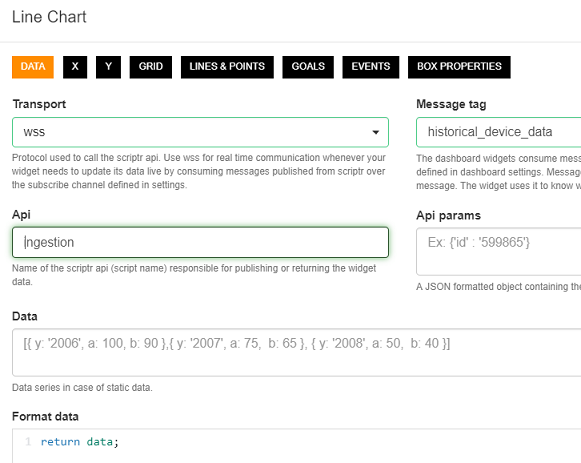 Line Chart
DATA X Y GRID LINES & POINTS GOALS EVENTS BOX PROPERTIES
Transport Message tag
wss historical_device_data
Protocol used to call the scriptr api. Use wss for real time communication whenever your The dashboard widgets consume
widget needs to update its data live by consuming messages published from scriptr over defined in dashboard settings.
the subscribe channel defined in settings. message. The widget uses it to know
Api Api params
ngestion Ex: {'id' : '599865'}
Name of the scriptr api (script name) responsible for publishing or returning the widget A JSON formatted object containing
data.
Data
[{ y: '2006', a: 100, b: 90 },{ y: '2007', a: 75, b: 65 }, { y: '2008', a: 50, b: 40 }]
Data series in case of static data.
Format data
1 return data;